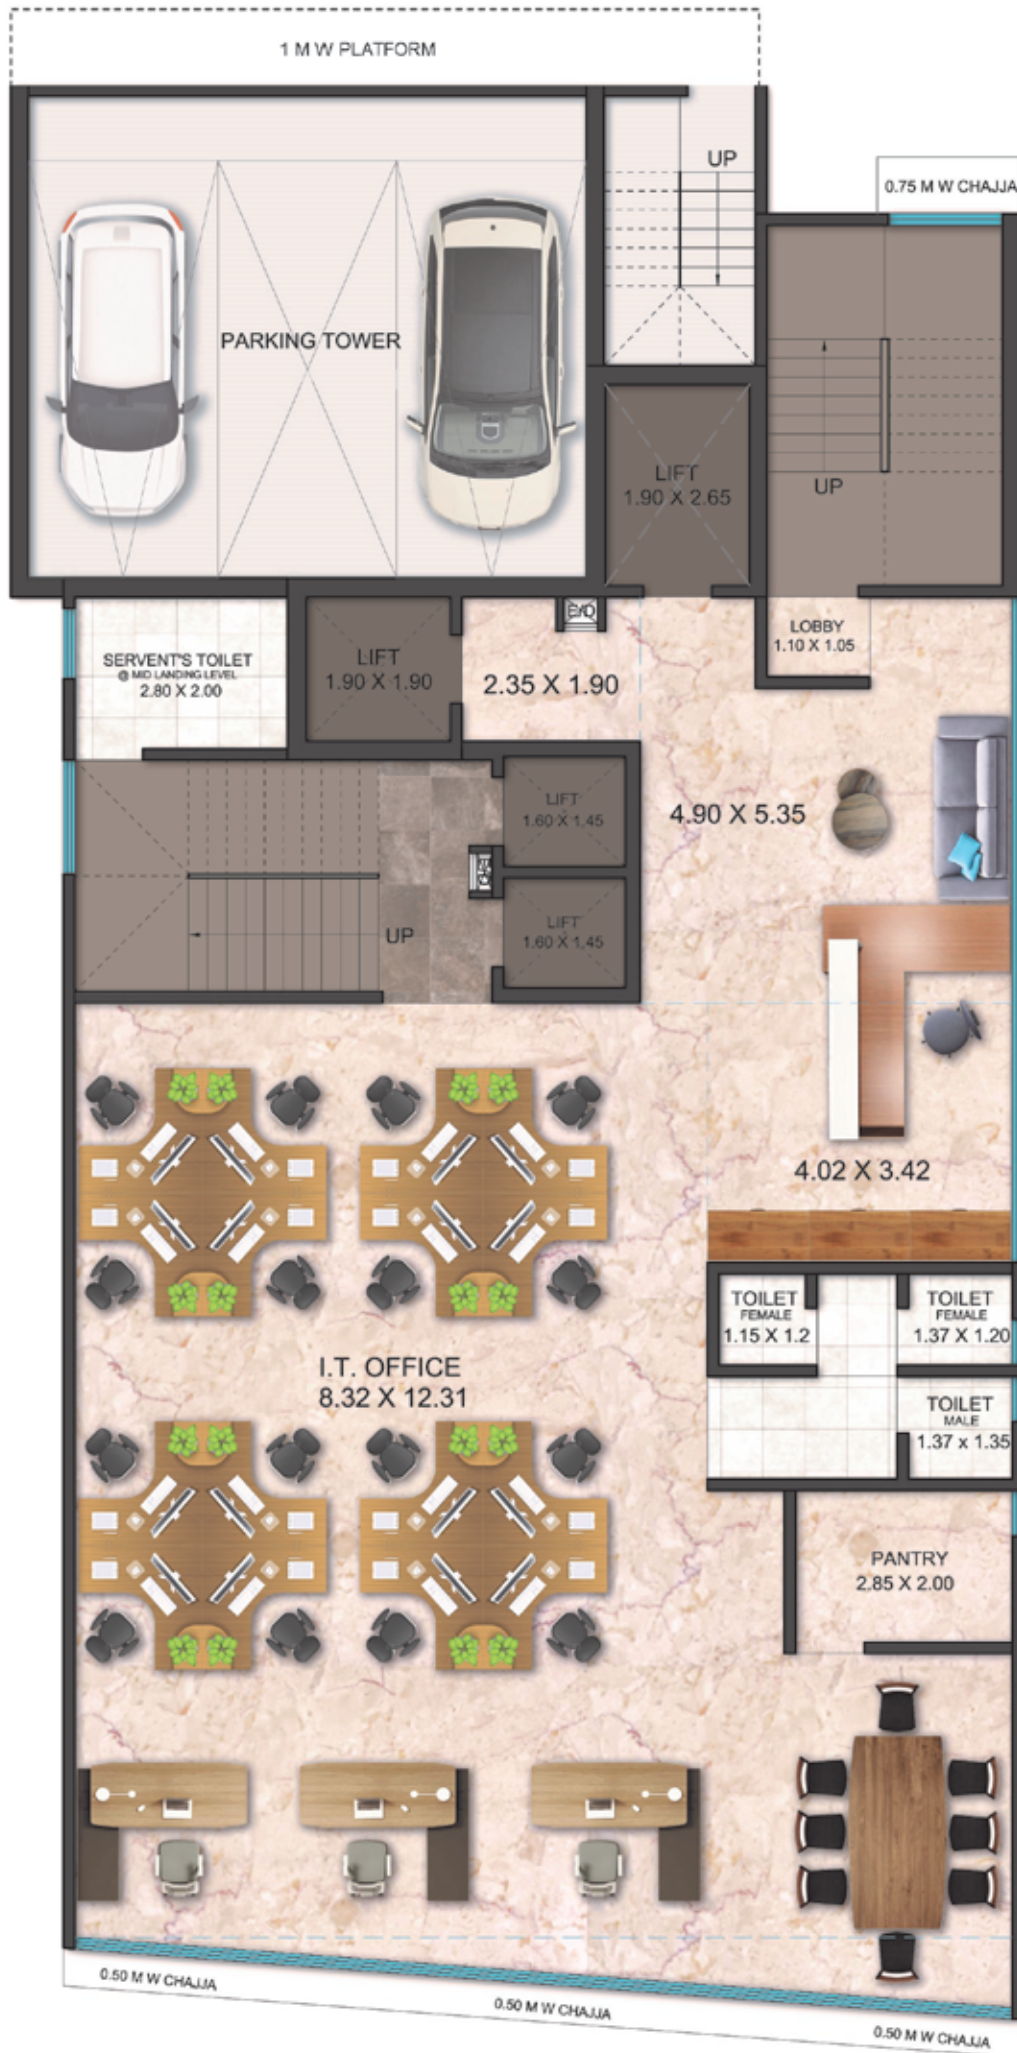 1 M W PLATFORM
UP
0.75 M W CHAJJA
PARKING TOWER
LIFT
1.90 X 2.65
UP
SERVENT'S TOILET
@ MID LANDING LEVEL
2.80 X 2.00
LIFT
1.90 X 1.90
2.35 X 1.90
LOBBY
1.10 X 1.05
LIFT
1.60 X 1.45
4.90 X 5.35
LIFT
1.60 X 1.45
UP
4.02 X 3.42
TOILET
FEMALE
1.15 X 1.2
TOILET
FEMALE
1.37 X 1.20
I.T. OFFICE
8.32 X 12.31
TOILET
MALE
1.37 x 1.35
PANTRY
2.85 X 2.00
0.50 M W CHAJJA
0.50 M W CHAJJA
0.50 M W CHAJJA